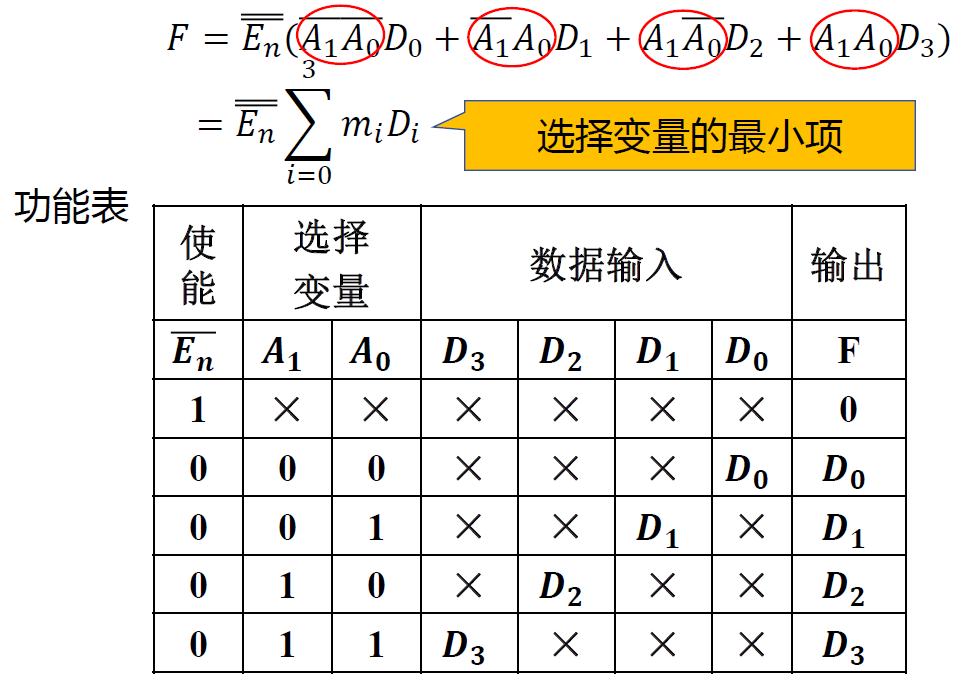 F = \overline{\overline{E_n}}(\overline{A_1}\overline{A_0}D_0 + \overline{A_1}A_0D_1 + A_1\overline{A_0}D_2 + A_1A_0D_3)
= \overline{\overline{E_n}} \sum_{i=0}^{3} m_iD_i
选择变量的最小项
功能表
使能 选择变量 数据输入 输出
\overline{E_n} A_1 A_0 D_3 D_2 D_1 D_0 F
1 × × × × × × 0
0 0 0 × × × D_0 D_0
0 0 1 × × D_1 × D_1
0 1 0 × D_2 × × D_2
0 1 1 D_3 × × × D_3